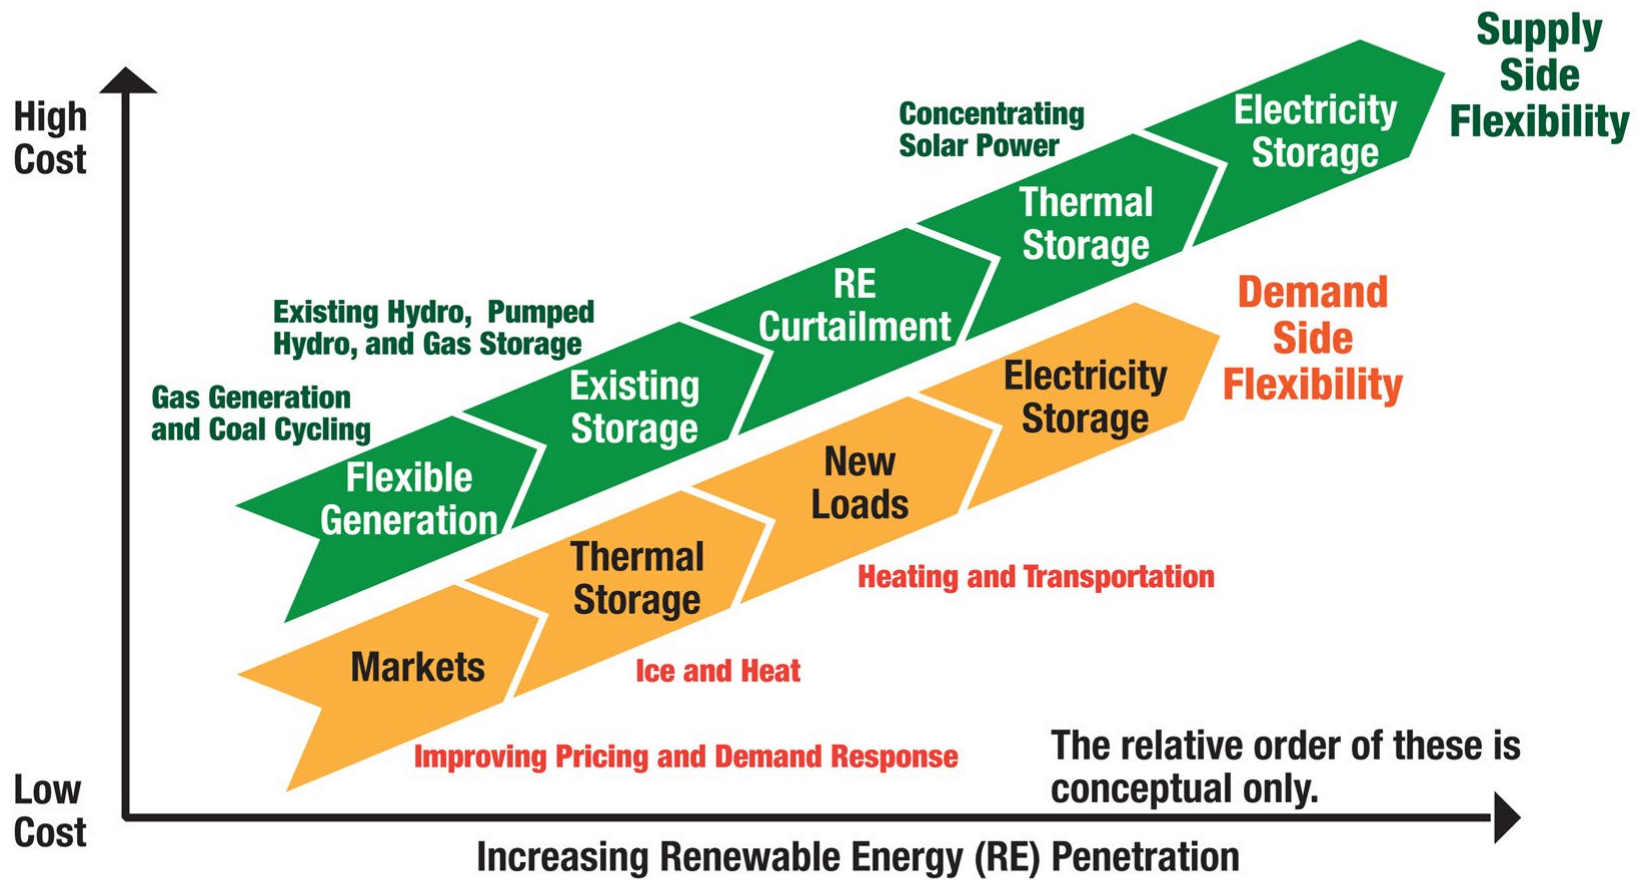 Supply
Side
Flexibility
High
Cost
Concentrating
Solar Power
Electricity
Storage
Thermal
Storage
RE
Curtailment
Existing Hydro, Pumped
Hydro, and Gas Storage
Existing
Storage
Gas Generation
and Coal Cycling
Flexible
Generation
Demand
Side
Flexibility
Electricity
Storage
New
Loads
Heating and Transportation
Thermal
Storage
Ice and Heat
Markets
Improving Pricing and Demand Response
The relative order of these is
conceptual only.
Low
Cost
Increasing Renewable Energy (RE) Penetration